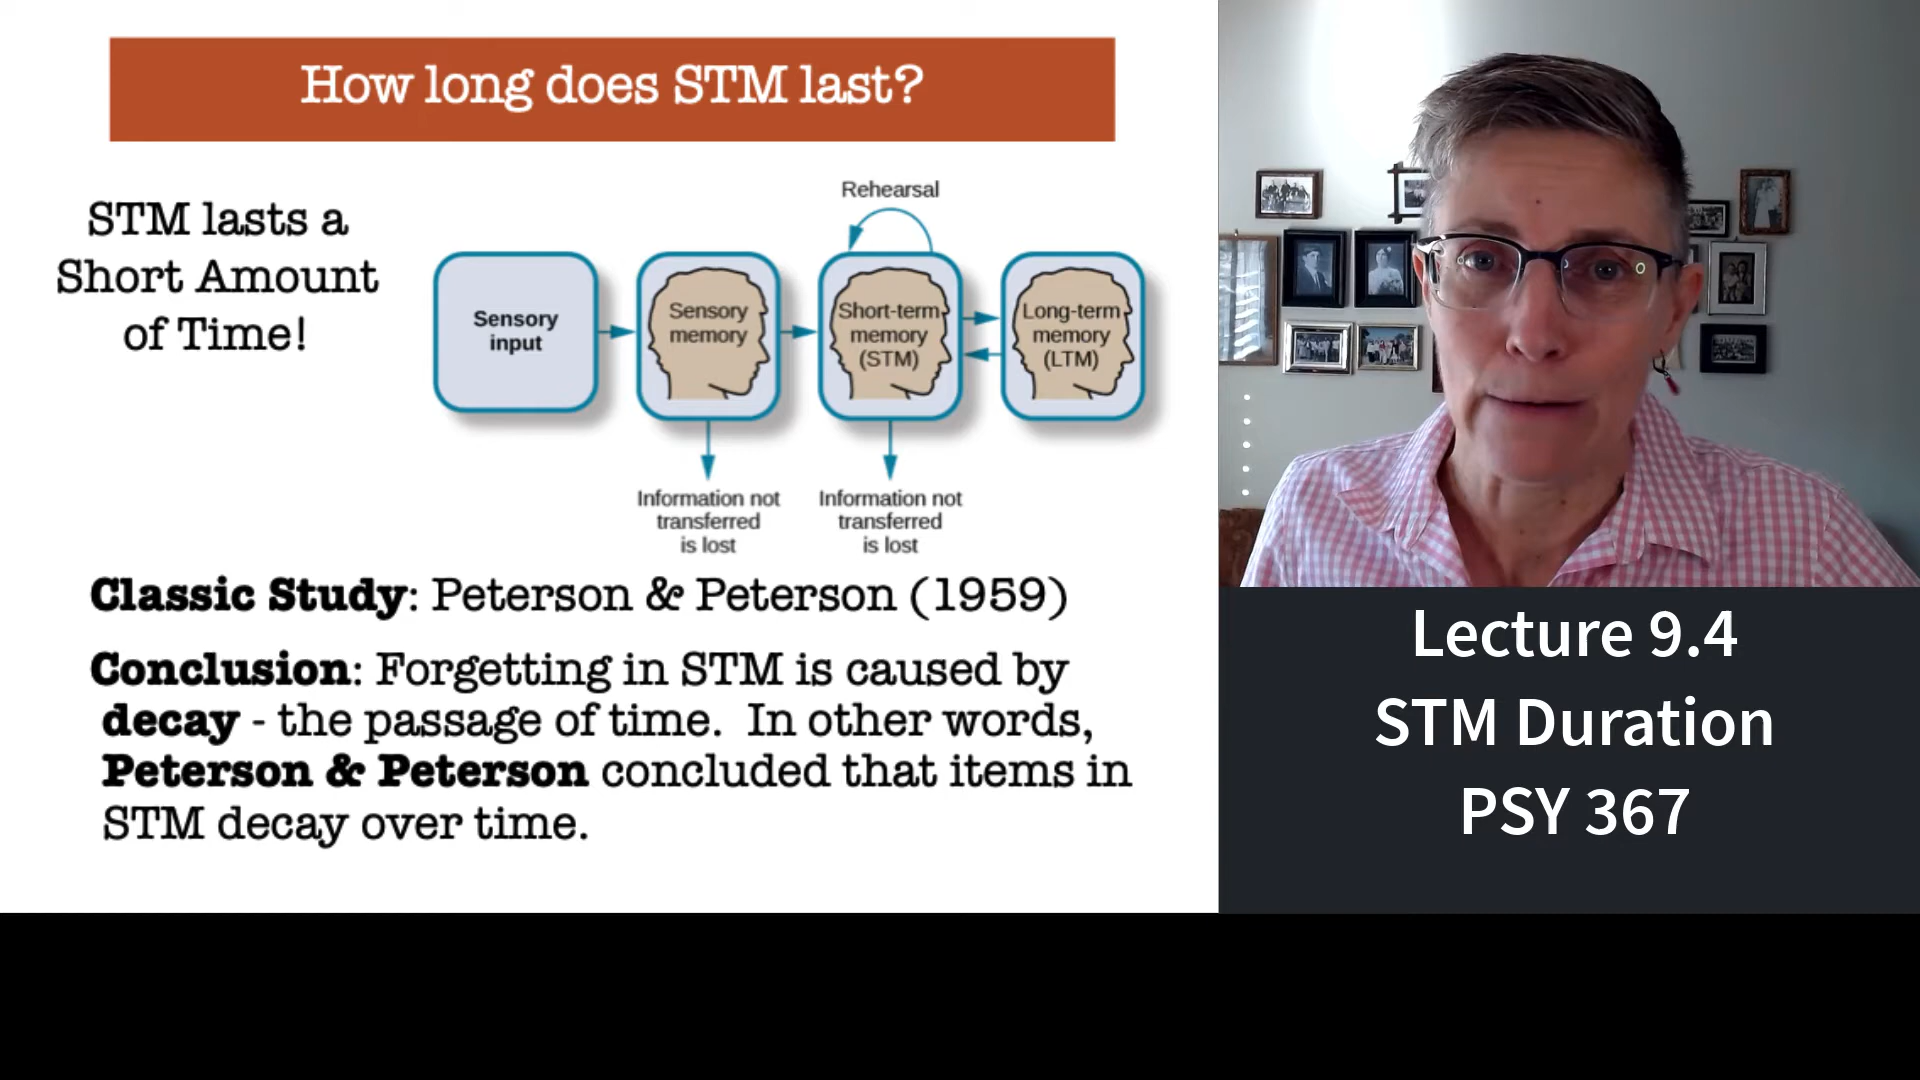 How long does STM last?
STM lasts a
Short Amount
of Time!
Rehearsal
Sensory
input
Sensory
memory
Short-term
memory
(STM)
Long-term
memory
(LTM)
Information not
transferred
is lost
Information not
transferred
is lost
Classic Study: Peterson & Peterson (1959)
Conclusion: Forgetting in STM is caused by
decay - the passage of time. In other words,
Peterson & Peterson concluded that items in
STM decay over time.
Lecture 9.4
STM Duration
PSY 367